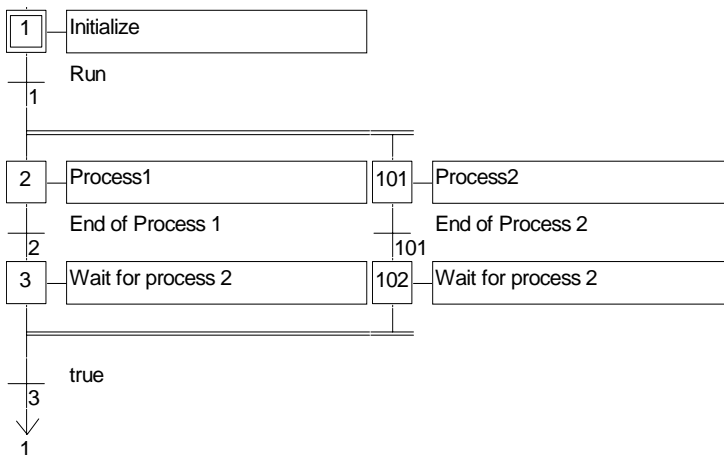 1 Initialize
Run
1
2 Process1 101 Process2
End of Process 1 End of Process 2
2 101
3 Wait for process 2 102 Wait for process 2
true
3
1